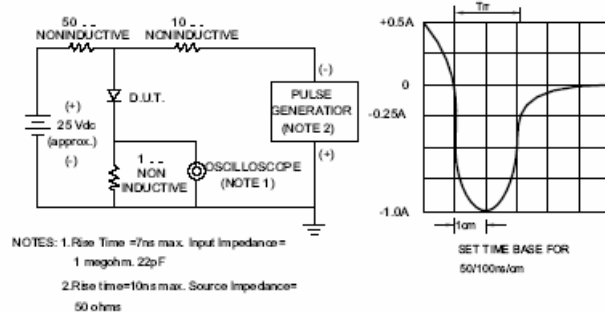 50 --
NONINDUCTIVE
10 --
NONINDUCTIVE
(+)
25 Vdc
(approx.)
(-)
D.U.T.
1 --
NON
INDUCTIVE
OSCILLOSCOPE
(NOTE 1)
(-)
PULSE
GENERATIOR
(NOTE 2)
(+)
NOTES: 1.Rise Time =7ns max. Input Impedance=
1 megohm. 22pF
2.Rise time=10ns max. Source Impedance=
50 ohms
Trr
+0.5A
0
-0.25A
-1.0A
1cm
SET TIME BASE FOR
50/100ns/cm